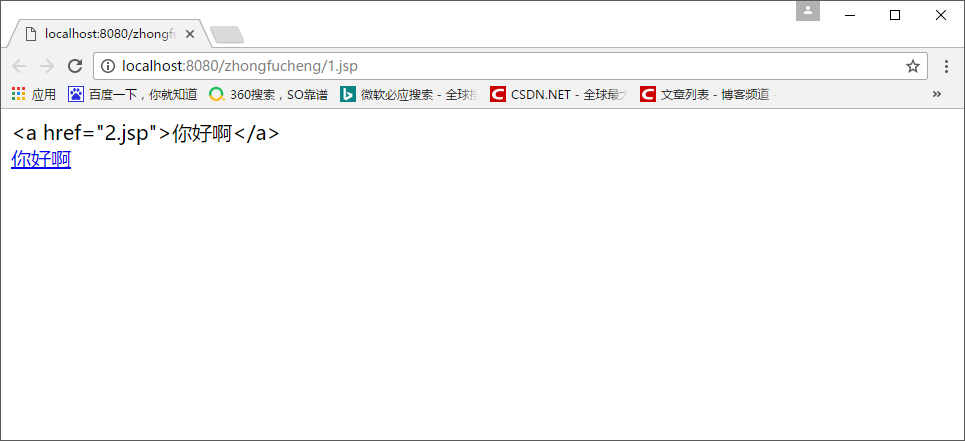 localhost:8080/zhongfu
localhost:8080/zhongfucheng/1.jsp
应用 百度一下，你就知道 360搜索，SO靠谱 微软必应搜索 - 全球搜 CSDN.NET - 全球最大 文章列表 - 博客频道 -
<a href="2.jsp">你好啊</a>
你好啊